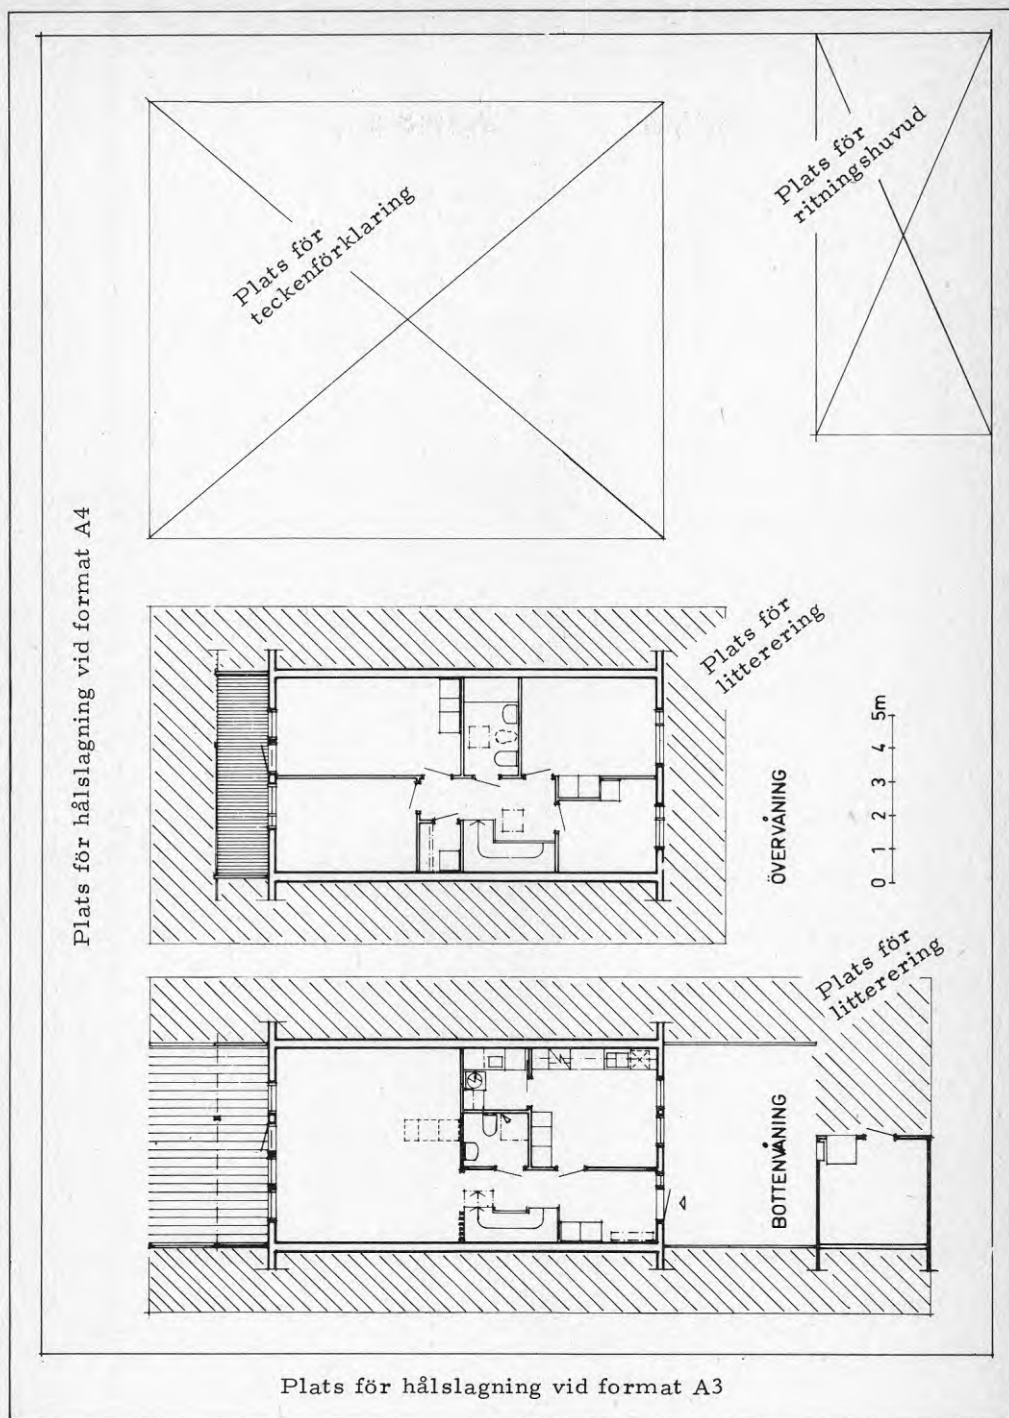 Plats för
teckenförklaring
Plats för
ritningshuvud
Plats för hålslagning vid format A4
Plats för
litterering
ÖVERVÅNING
0 1 2 3 4 5m
Plats för
litterering
BOTTENVÅNING
Plats för hålslagning vid format A3